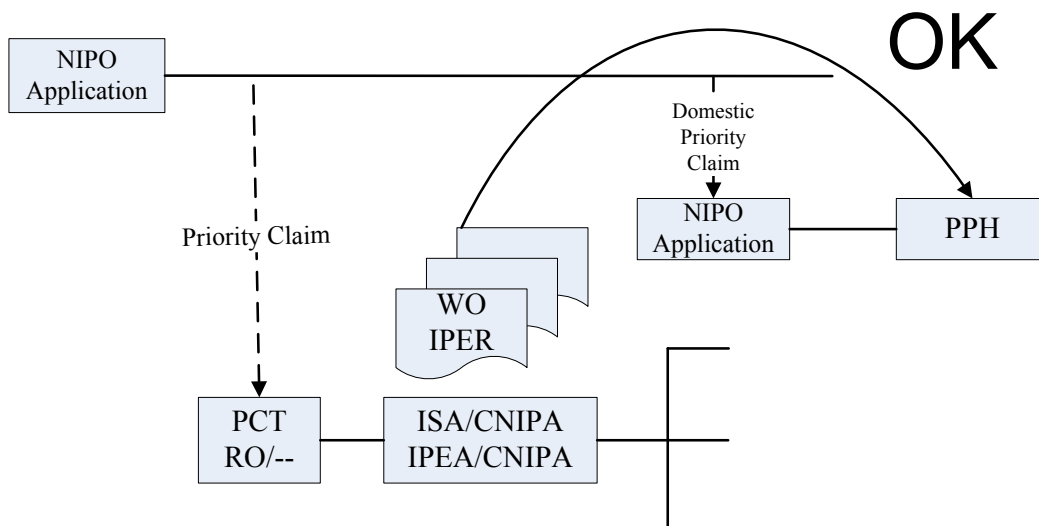 OK
NIPO
Application
Domestic
Priority
Claim
NIPO
Application
PPH
Priority Claim
WO
IPER
PCT
RO/--
ISA/CNIPA
IPEA/CNIPA